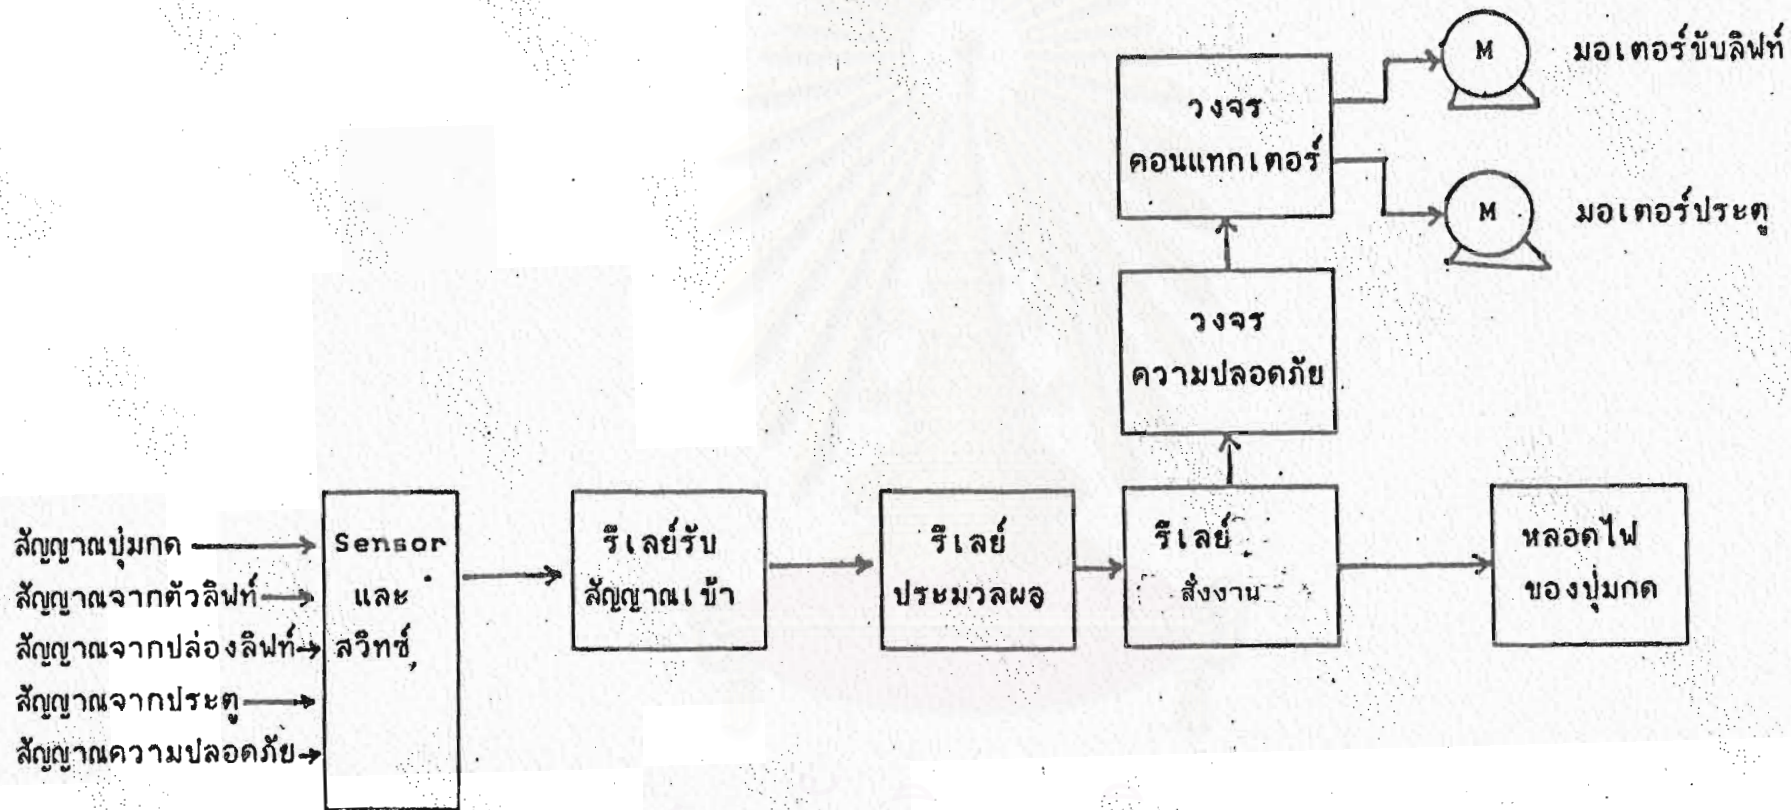 M
มอเตอร์ขับลิฟท์
วงจร
คอนแทกเตอร์
M
มอเตอร์ประตู
วงจร
ความปลอดภัย
สัญญาณปุ่มกด
สัญญาณจากตัวลิฟท์
สัญญาณจากปล่องลิฟท์
สัญญาณจากประตู
สัญญาณความปลอดภัย
Sensor
และ
สวิทช์
รีเลย์รับ
สัญญาณเข้า
รีเลย์
ประมวลผล
รีเลย์
สั่งงาน
หลอดไฟ
ของปุ่มกด